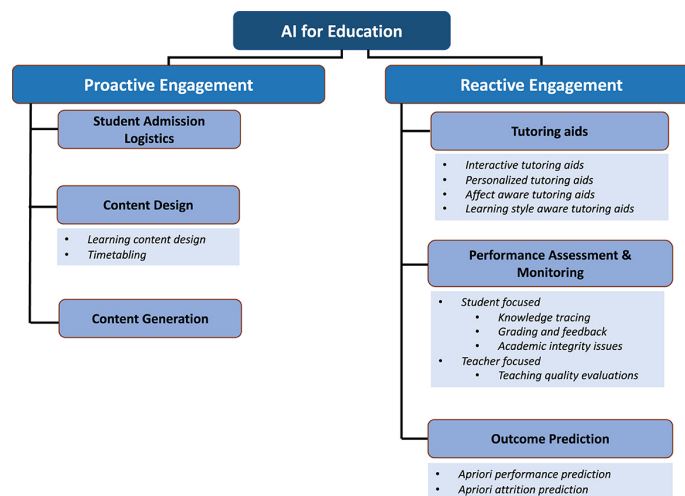 AI for Education
Proactive Engagement
Student Admission
Logistics
Content Design
• Learning content design
• Timetabling
Content Generation
Reactive Engagement
Tutoring aids
• Interactive tutoring aids
• Personalized tutoring aids
• Affect aware tutoring aids
• Learning style aware tutoring aids
Performance Assessment &
Monitoring
• Student focused
• Knowledge tracing
• Grading and feedback
• Academic integrity issues
• Teacher focused
• Teaching quality evaluations
Outcome Prediction
• Apriori performance prediction
• Apriori attrition prediction